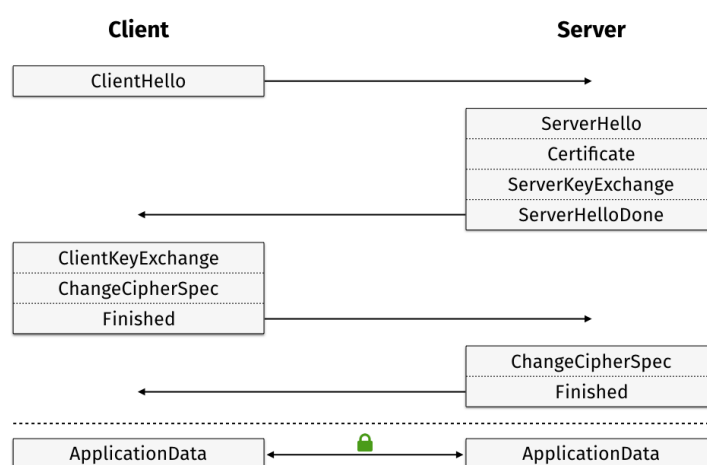 Client
Server
ClientHello
ServerHello
Certificate
ServerKeyExchange
ServerHelloDone
ClientKeyExchange
ChangeCipherSpec
Finished
ChangeCipherSpec
Finished
ApplicationData
ApplicationData